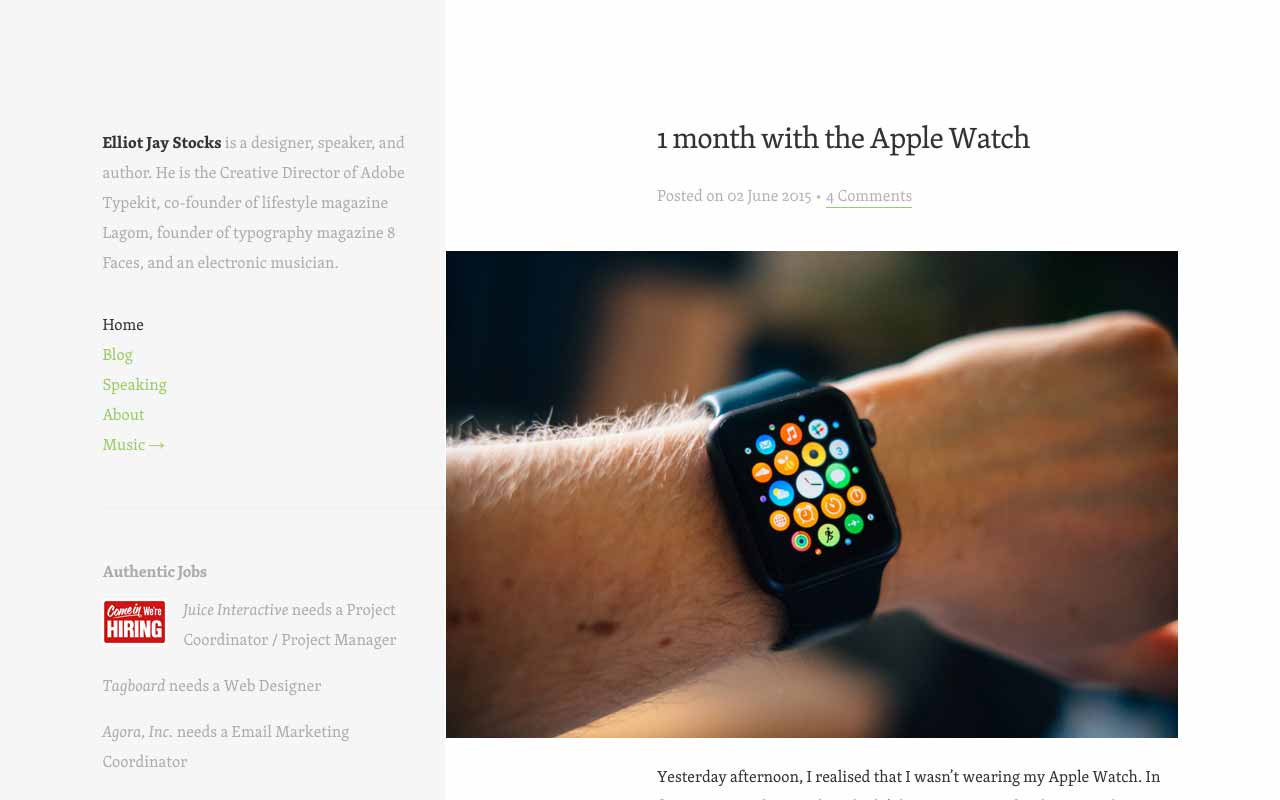 Elliot Jay Stocks is a designer, speaker, and
author. He is the Creative Director of Adobe
Typekit, co-founder of lifestyle magazine
Lagom, founder of typography magazine 8
Faces, and an electronic musician.
Home
Blog
Speaking
About
Music →
Authentic Jobs
Come in We're
HIRING
Juice Interactive needs a Project
Coordinator / Project Manager
Tagboard needs a Web Designer
Agora, Inc. needs a Email Marketing
Coordinator
1 month with the Apple Watch
Posted on 02 June 2015 • 4 Comments
3
Yesterday afternoon, I realised that I wasn't wearing my Apple Watch. In